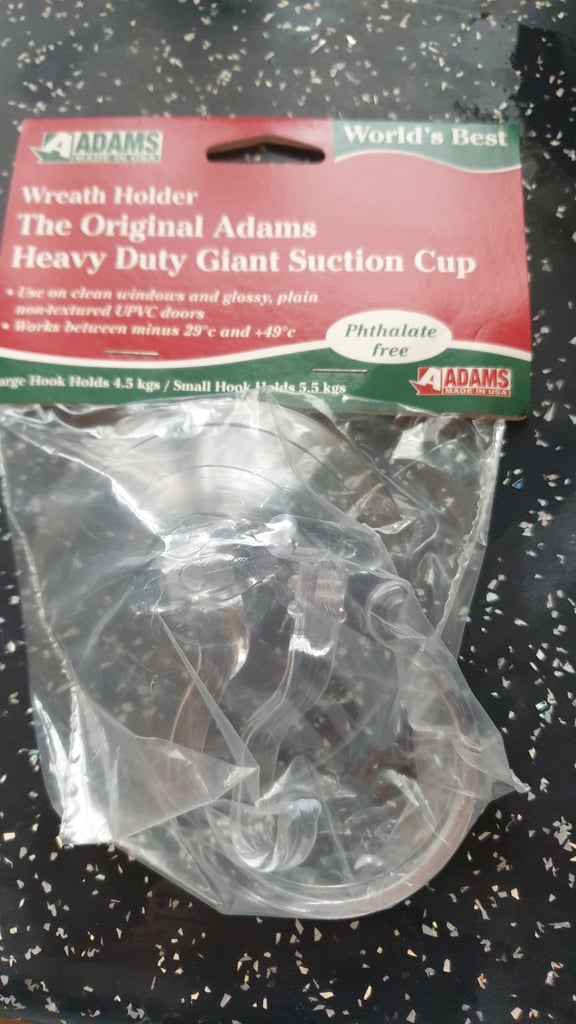 ADAMS
MADE IN USA
World's Best
Wreath Holder
The Original Adams
Heavy Duty Giant Suction Cup
• Use on clean windows and glossy, plain
non-textured UPVC doors
• Works between minus 29°c and +49°c
Phthalate
free
arge Hook Holds 4.5 kgs / Small Hook Holds 5.5 kgs
ADAMS
MADE IN USA